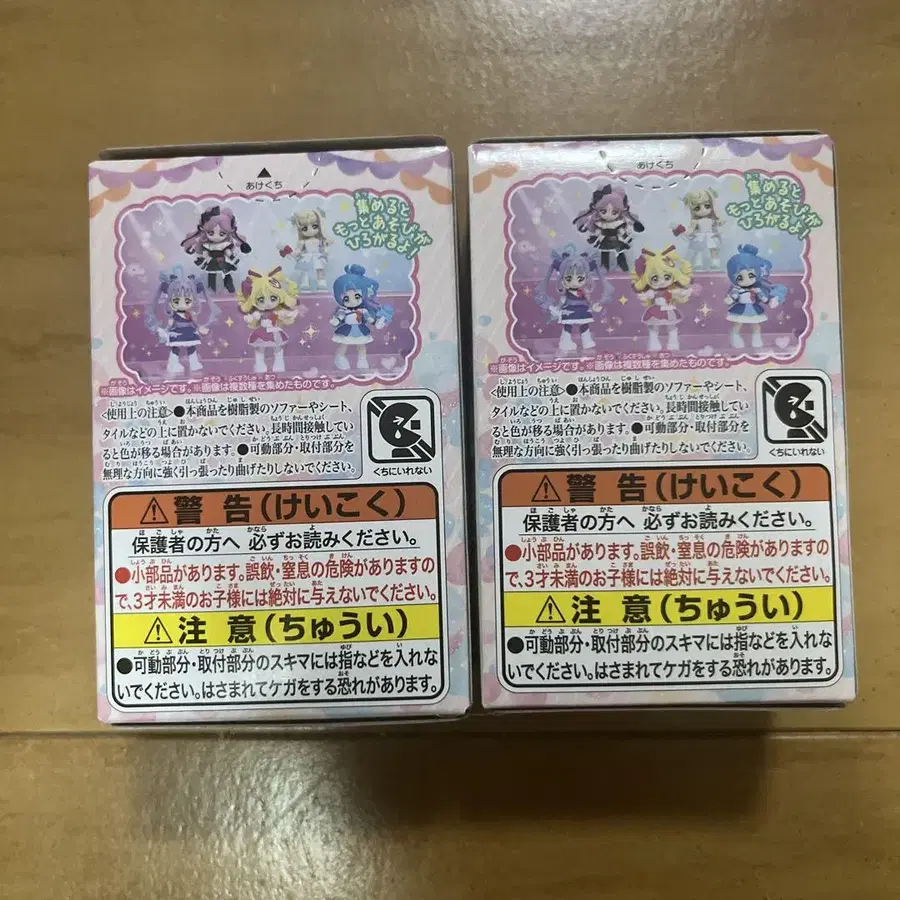 あけくち
集めると
もっとあそびが
ひろがるよ!
※画像はイメージです。※画像は複数種を集めたものです。
〈使用上の注意〉●本商品を樹脂製のソファーやシート、
タイルなどの上に置かないでください。長時間接触してい
ると色が移る場合があります。●可動部分・取付部分を
無理な方向に強く引っ張ったり曲げたりしないでください。
くちにいれない
⚠警告(けいこく)
保護者の方へ 必ずお読みください。
●小部品があります。誤飲・窒息の危険がありますの
で、3才未満のお子様には絶対に与えないでください。
⚠注意(ちゅうい)
●可動部分・取付部分のスキマには指などを入れな
いでください。はさまれてケガをする恐れがあります。
あけくち
集めると
もっとあそびが
ひろがるよ!
※画像はイメージです。※画像は複数種を集めたものです。
〈使用上の注意〉●本商品を樹脂製のソファーやシート、
タイルなどの上に置かないでください。長時間接触してい
ると色が移る場合があります。●可動部分・取付部分を
無理な方向に強く引っ張ったり曲げたりしないでください。
くちにいれない
⚠警告(けいこく)
保護者の方へ 必ずお読みください。
●小部品があります。誤飲・窒息の危険がありますの
で、3才未満のお子様には絶対に与えないでください。
⚠注意(ちゅうい)
●可動部分・取付部分のスキマには指などを入れな
いでください。はさまれてケガをする恐れがあります。